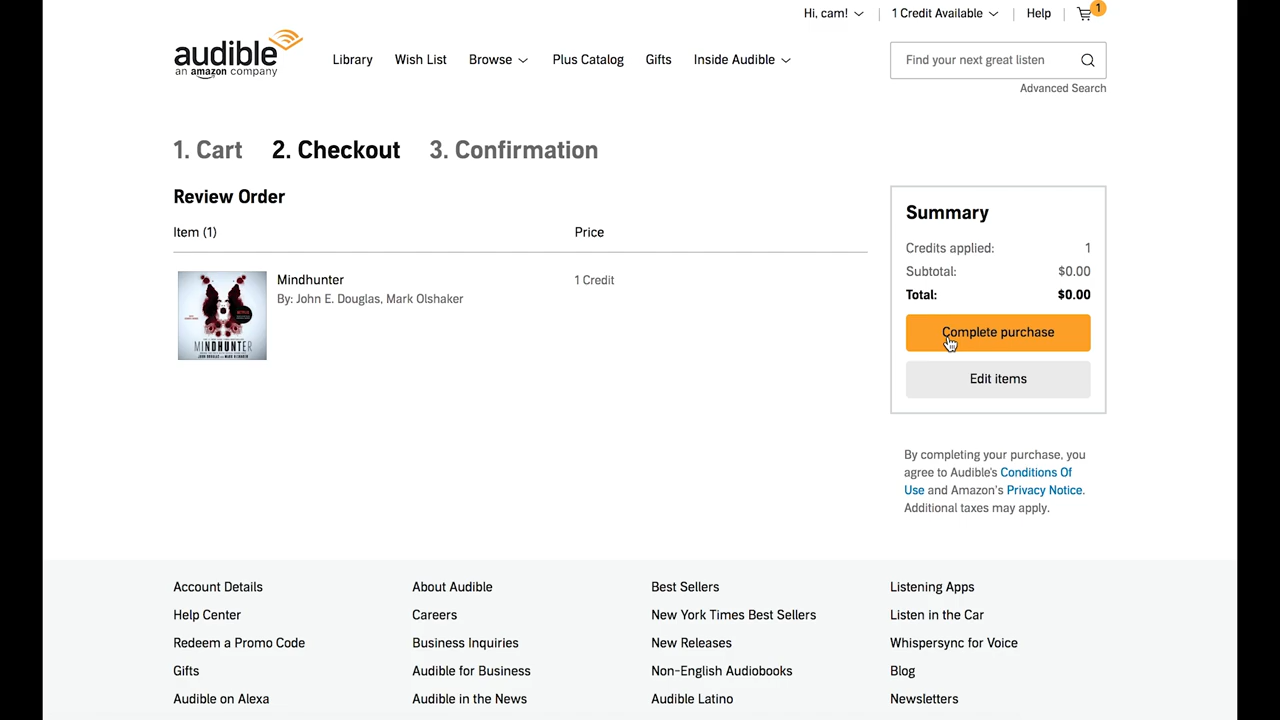 Hi, cam!
1 Credit Available
Help
1
audible
an amazon company
Library
Wish List
Browse
Plus Catalog
Gifts
Inside Audible
Find your next great listen
Advanced Search
1. Cart
2. Checkout
3. Confirmation
Review Order
Item (1)
Price
Mindhunter
By: John E. Douglas, Mark Olshaker
1 Credit
MINDHUNTER
Summary
Credits applied: 1
Subtotal: $0.00
Total: $0.00
Complete purchase
Edit items
By completing your purchase, you
agree to Audible's Conditions Of
Use and Amazon's Privacy Notice.
Additional taxes may apply.
Account Details
Help Center
Redeem a Promo Code
Gifts
Audible on Alexa
About Audible
Careers
Business Inquiries
Audible for Business
Audible in the News
Best Sellers
New York Times Best Sellers
New Releases
Non-English Audiobooks
Audible Latino
Listening Apps
Listen in the Car
Whispersync for Voice
Blog
Newsletters